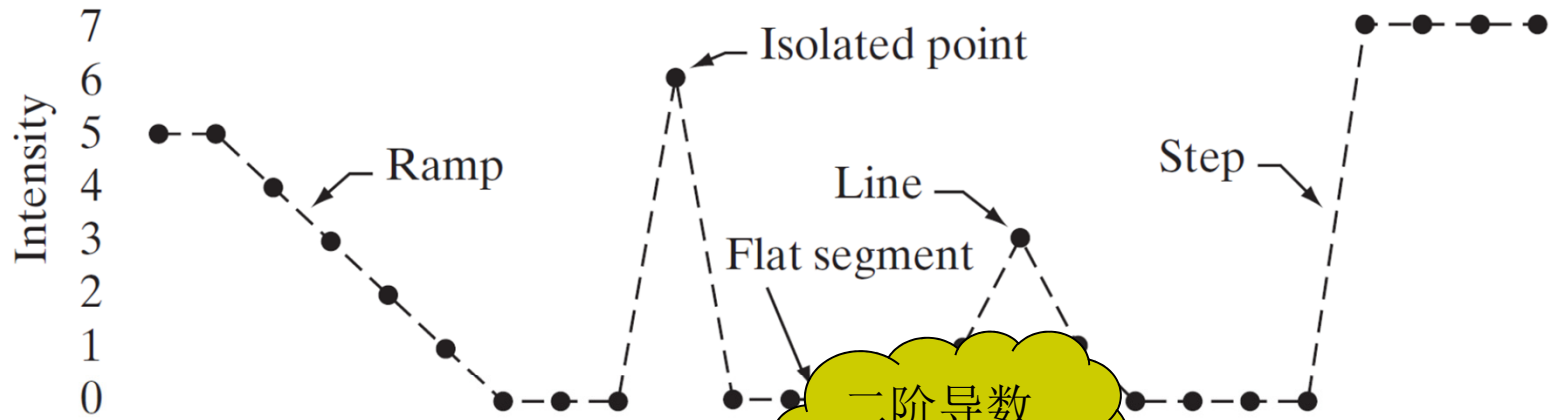 Intensity
7
6
5
4
3
2
1
0
Isolated point
Ramp
Line
Step
Flat segment
二阶导数